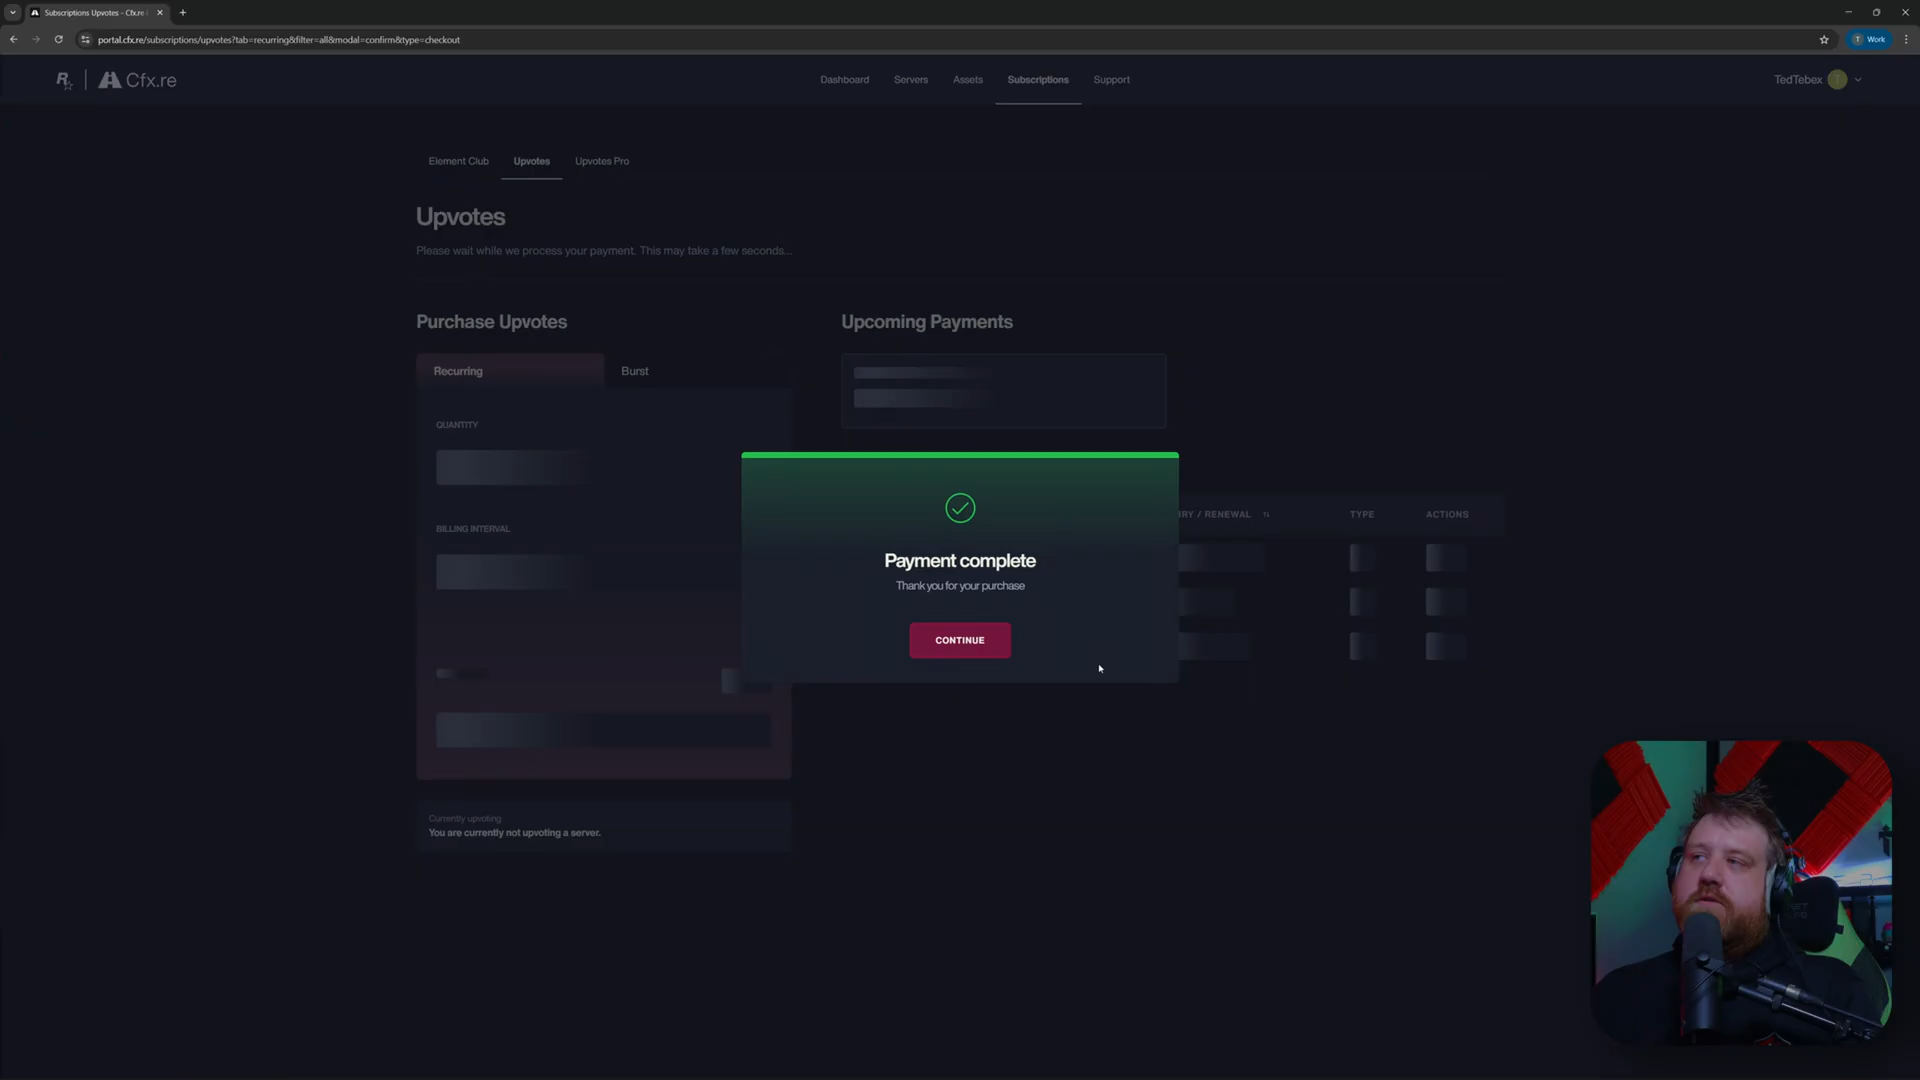 Subscriptions Upvotes - Cfx.re
portal.cfx.re/subscriptions/upvotes?tab=recurring&filter=all&modal=confirm&type=checkout
T Work
R
Cfx.re
Dashboard
Servers
Assets
Subscriptions
Support
TedTebex
T
Element Club
Upvotes
Upvotes Pro
Upvotes
Please wait while we process your payment. This may take a few seconds...
Purchase Upvotes
Upcoming Payments
Recurring
Burst
QUANTITY
BILLING INTERVAL
IRY / RENEWAL
TYPE
ACTIONS
Payment complete
Thank you for your purchase
CONTINUE
Currently upvoting
You are currently not upvoting a server.